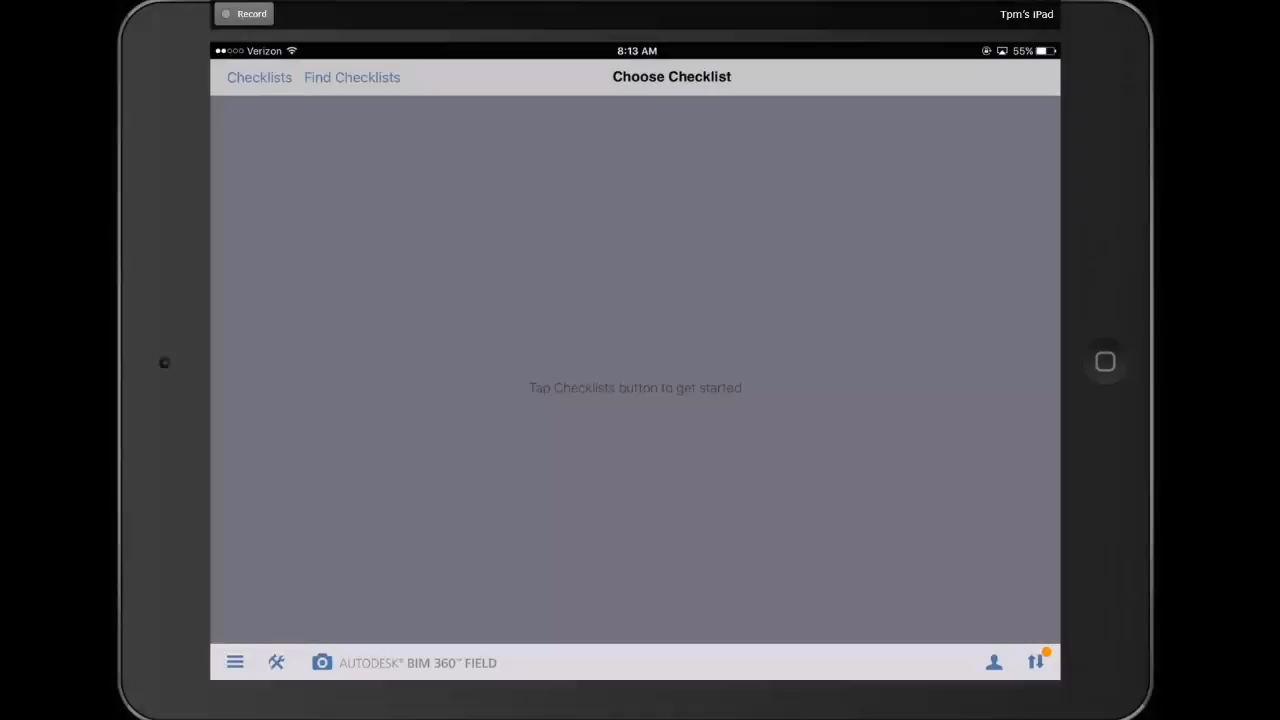 Record
Tpm's iPad
Verizon
8:13 AM
55%
Checklists
Find Checklists
Choose Checklist
Tap Checklists button to get started
AUTODESK® BIM 360™ FIELD